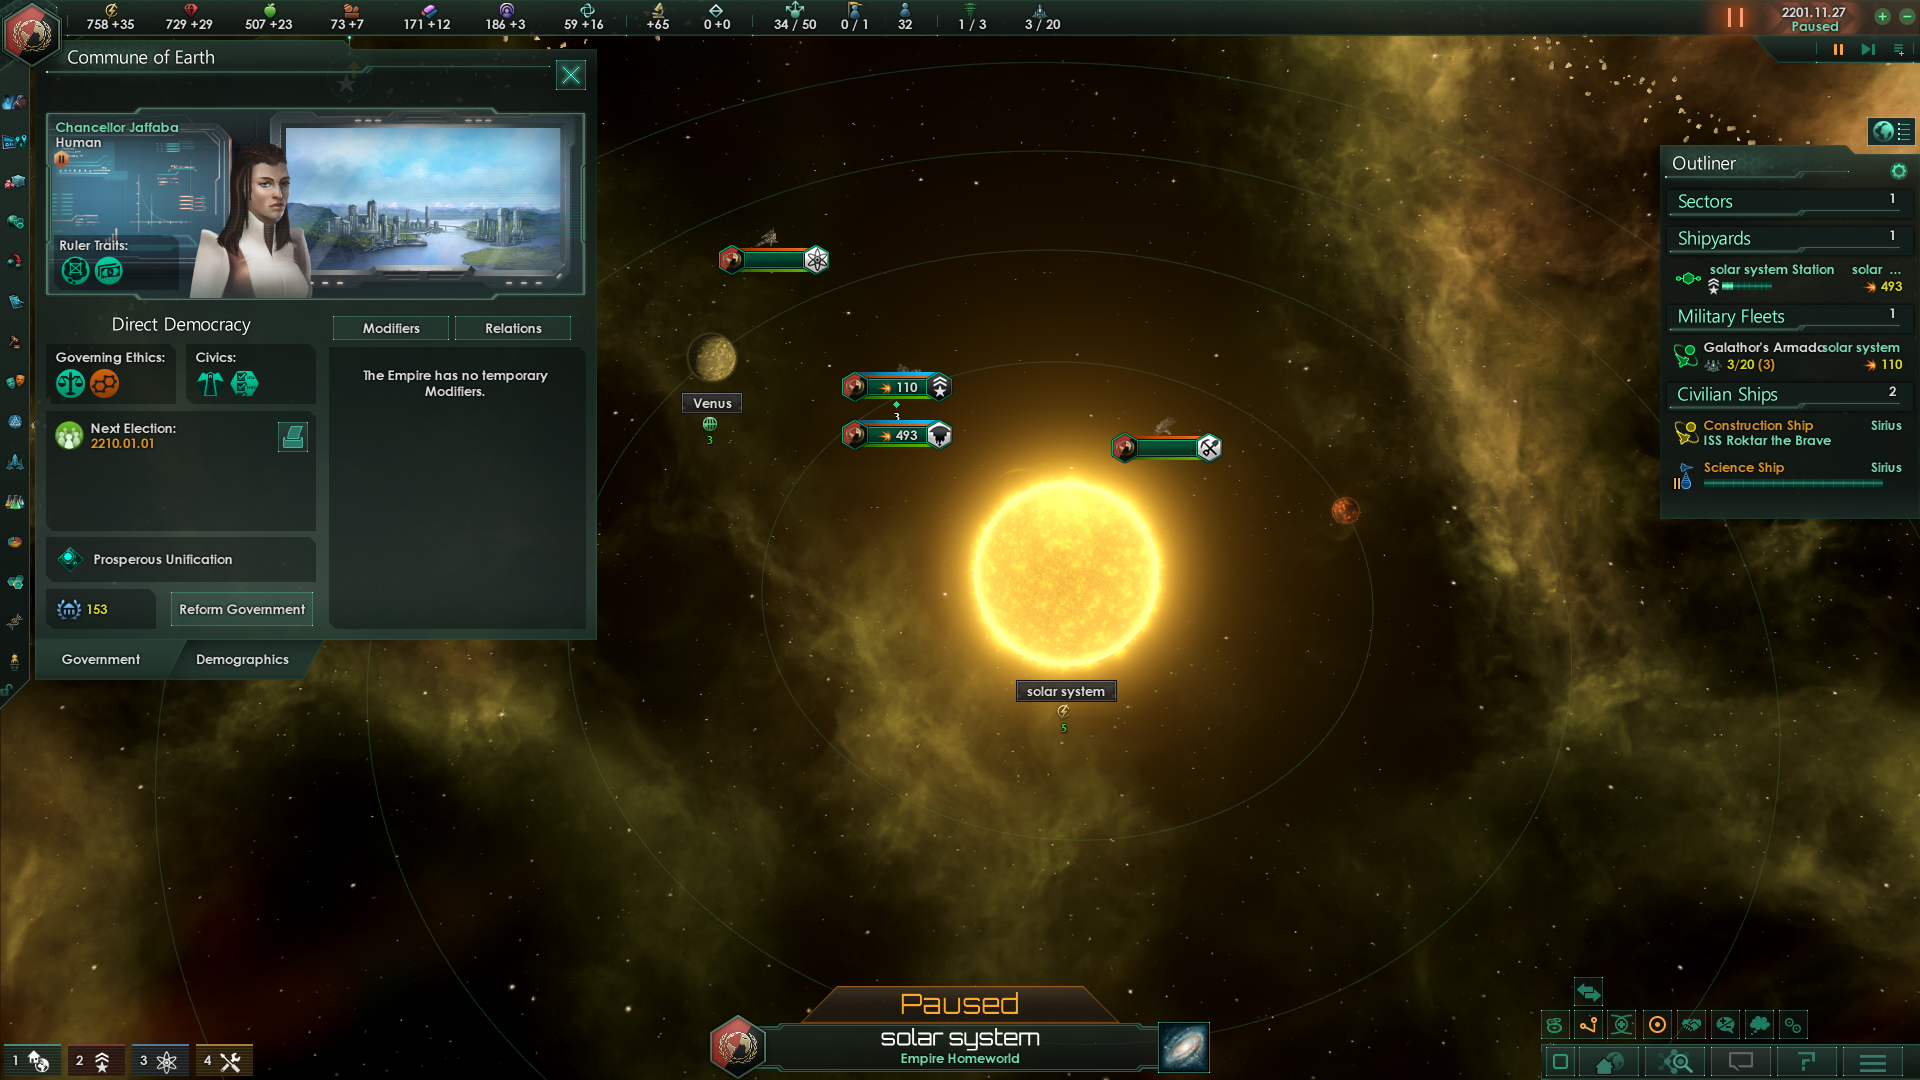 758 +35
729 +29
507 +23
73 +7
171 +12
186 +3
59 +16
+65
0 +0
34 / 50
0 / 1
32
1 / 3
3 / 20
2201.11.27
Paused
Commune of Earth
Chancellor Jaffaba
Human
Ruler Traits:
Direct Democracy
Modifiers
Relations
Governing Ethics:
Civics:
The Empire has no temporary
Modifiers.
Next Election:
2210.01.01
Prosperous Unification
153
Reform Government
Government
Demographics
Venus
3
110
3
493
solar system
5
Outliner
Sectors
1
Shipyards
1
solar system Station
solar ...
493
Military Fleets
1
Galathor's Armada
solar system
3/20 (3)
110
Civilian Ships
2
Construction Ship
Sirius
ISS Roktar the Brave
Science Ship
Sirius
Paused
solar system
Empire Homeworld
1
2
3
4